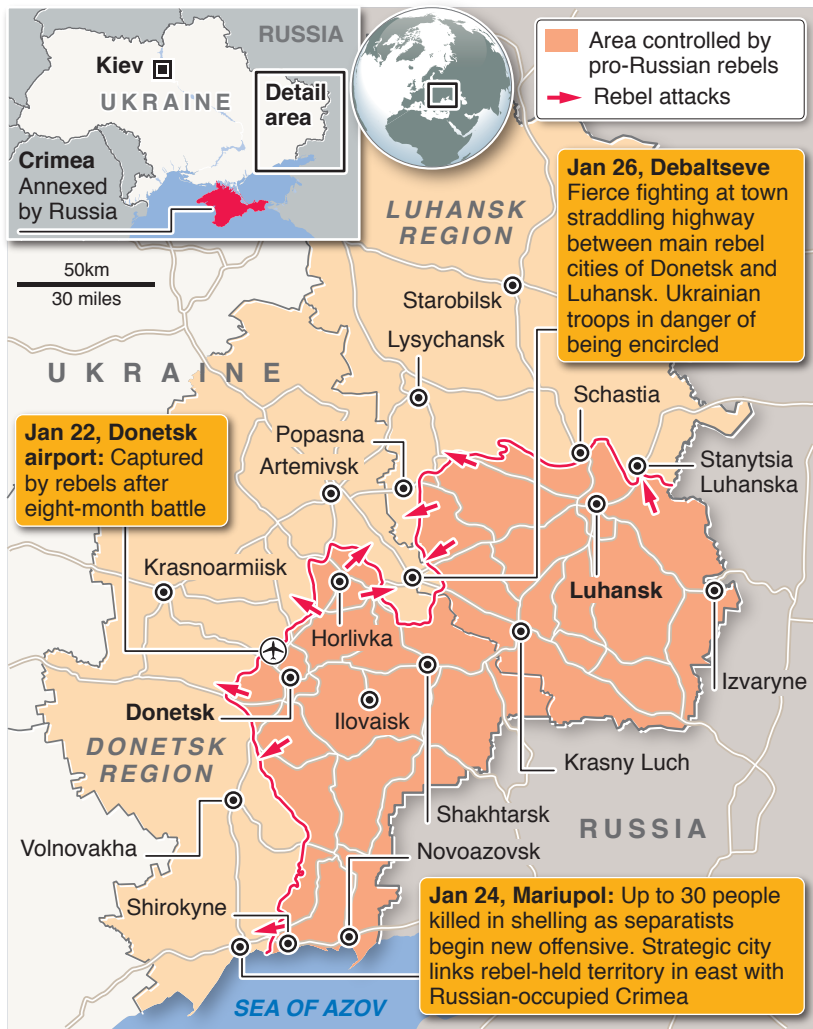 RUSSIA
Kiev
UKRAINE
Detail
area
Crimea
Annexed
by Russia
Area controlled by
pro-Russian rebels
Rebel attacks
50km
30 miles
LUHANSK
REGION
Jan 26, Debaltseve
Fierce fighting at town
straddling highway
between main rebel
cities of Donetsk and
Luhansk. Ukrainian
troops in danger of
being encircled
Starobilsk
Lysychansk
UKRAINE
Schastia
Jan 22, Donetsk
airport: Captured
by rebels after
eight-month battle
Popasna
Artemivsk
Stanytsia
Luhanska
Krasnoarmiisk
Luhansk
Horlivka
Izvaryne
Donetsk
Ilovaisk
DONETSK
REGION
Krasny Luch
Shakhtarsk
RUSSIA
Volnovakha
Novoazovsk
Shirokyne
Jan 24, Mariupol: Up to 30 people
killed in shelling as separatists
begin new offensive. Strategic city
links rebel-held territory in east with
Russian-occupied Crimea
SEA OF AZOV